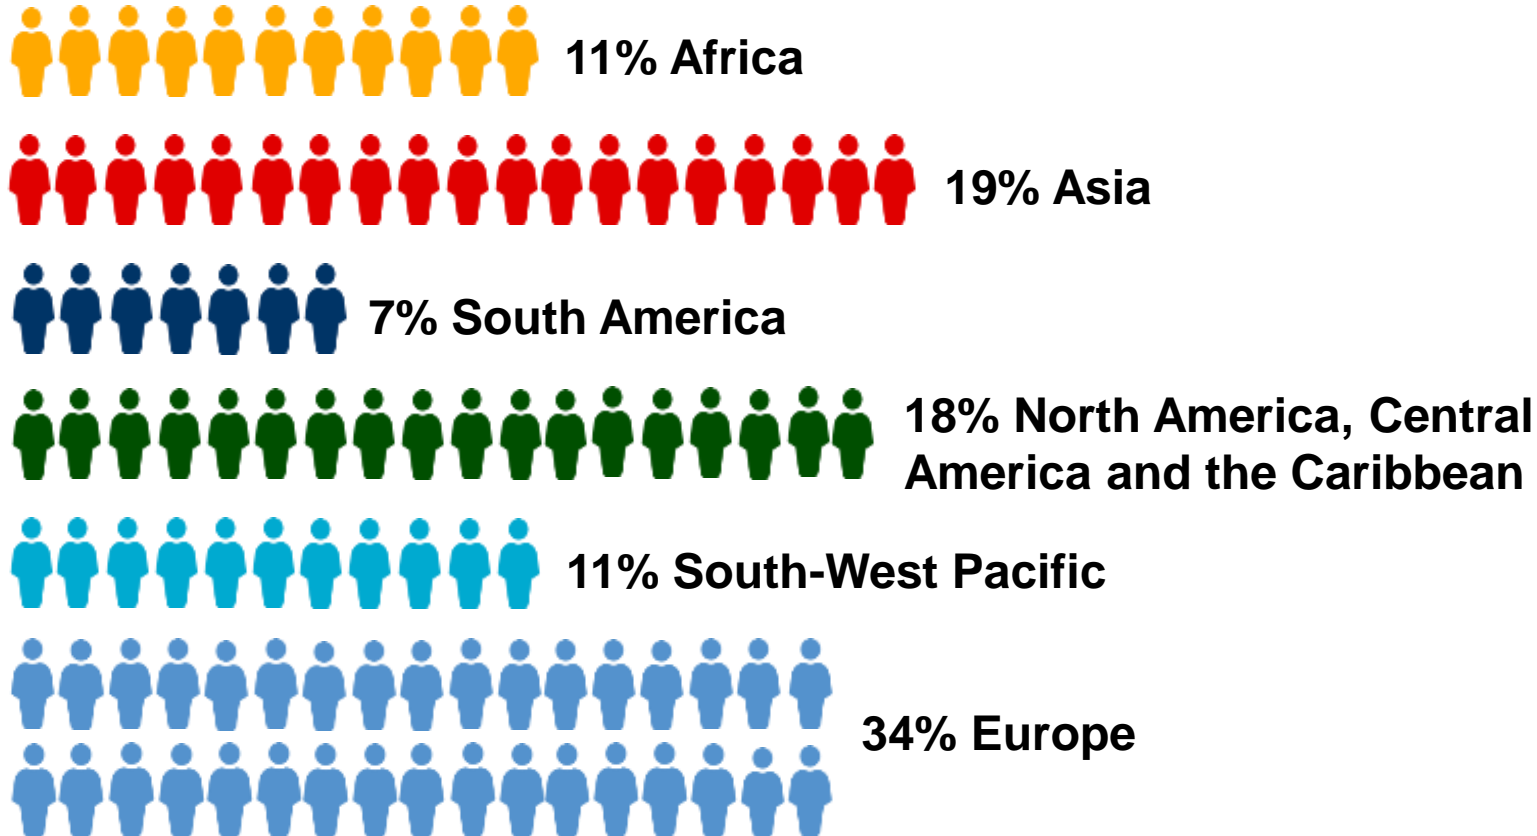 11% Africa
19% Asia
7% South America
18% North America, Central
America and the Caribbean
11% South-West Pacific
34% Europe